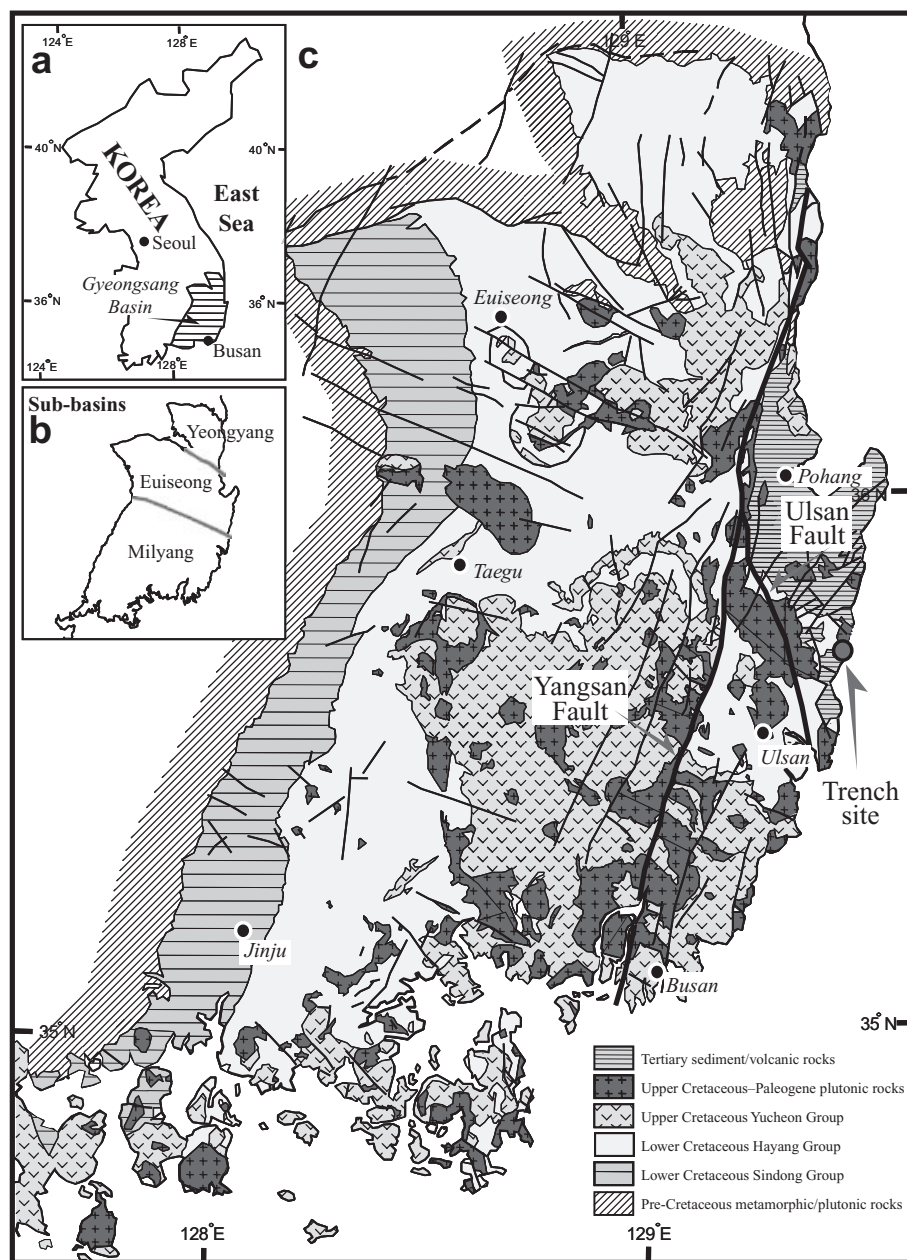 a
124°E
128°E
40°N
40°N
KOREA
East
Sea
Seoul
Gyeongsang
Basin
36°N
36°N
Busan
124°E
128°E
b
Sub-basins
Yeongyang
Euiseong
Milyang
c
129°E
Euiseong
Pohang
36°N
Ulsan
Fault
Taegu
Yangsan
Fault
Ulsan
Trench
site
Jinju
Busan
35°N
35°N
Tertiary sediment/volcanic rocks
Upper Cretaceous–Paleogene plutonic rocks
Upper Cretaceous Yucheon Group
Lower Cretaceous Hayang Group
Lower Cretaceous Sindong Group
Pre-Cretaceous metamorphic/plutonic rocks
128°E
129°E